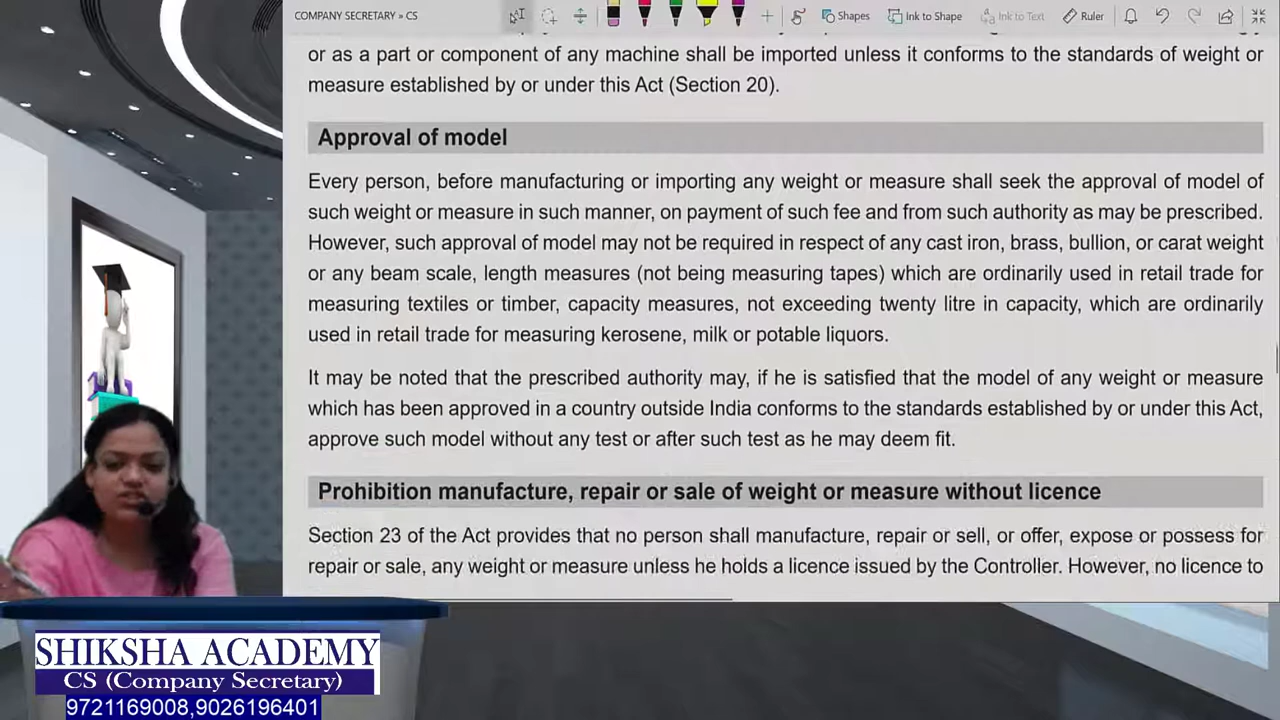 COMPANY SECRETARY » CS
Shapes
Ink to Shape
Ink to Text
Ruler
or as a part or component of any machine shall be imported unless it conforms to the standards of weight or
measure established by or under this Act (Section 20).
Approval of model
Every person, before manufacturing or importing any weight or measure shall seek the approval of model of
such weight or measure in such manner, on payment of such fee and from such authority as may be prescribed.
However, such approval of model may not be required in respect of any cast iron, brass, bullion, or carat weight
or any beam scale, length measures (not being measuring tapes) which are ordinarily used in retail trade for
measuring textiles or timber, capacity measures, not exceeding twenty litre in capacity, which are ordinarily
used in retail trade for measuring kerosene, milk or potable liquors.
It may be noted that the prescribed authority may, if he is satisfied that the model of any weight or measure
which has been approved in a country outside India conforms to the standards established by or under this Act,
approve such model without any test or after such test as he may deem fit.
Prohibition manufacture, repair or sale of weight or measure without licence
Section 23 of the Act provides that no person shall manufacture, repair or sell, or offer, expose or possess for
repair or sale, any weight or measure unless he holds a licence issued by the Controller. However, no licence to
SHIKSHA ACADEMY
CS (Company Secretary)
9721169008,9026196401